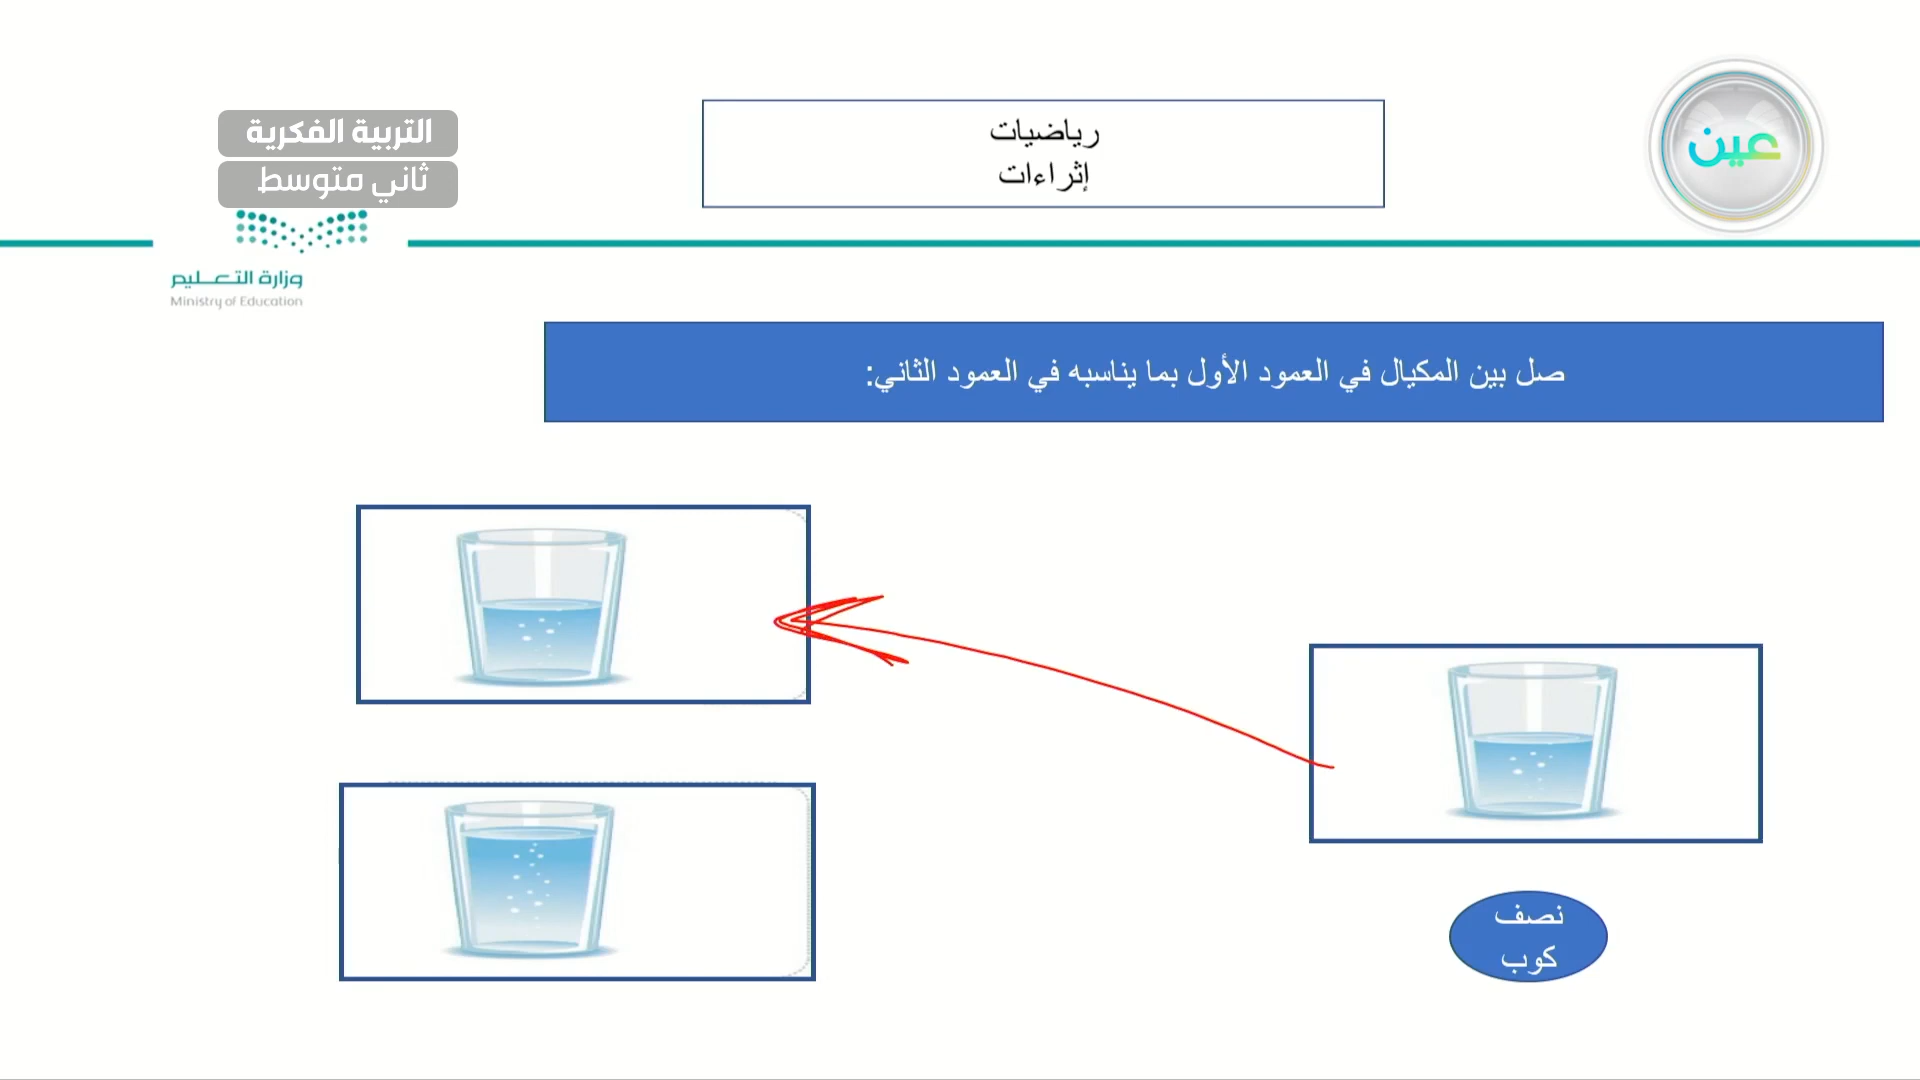 رياضيات
إثراءات
عين
التربية الفكرية
ثاني متوسط
وزارة التعليم
Ministry of Education
صل بين المكيال في العمود الأول بما يناسبه في العمود الثاني:
نصف
كوب